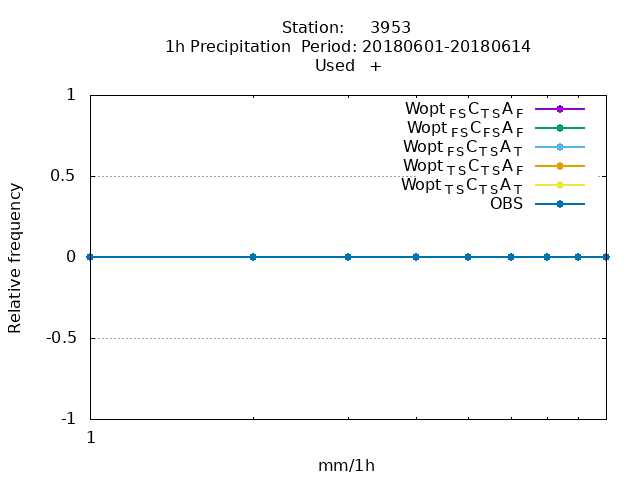 Station: 3953
1h Precipitation Period: 20180601-20180614
Used +
1
0.5
0
-0.5
-1
Relative frequency
Wopt FS C TS A F
Wopt FS C FS A F
Wopt FS C TS A T
Wopt TS C TS A F
Wopt TS C TS A T
OBS
1
mm/1h